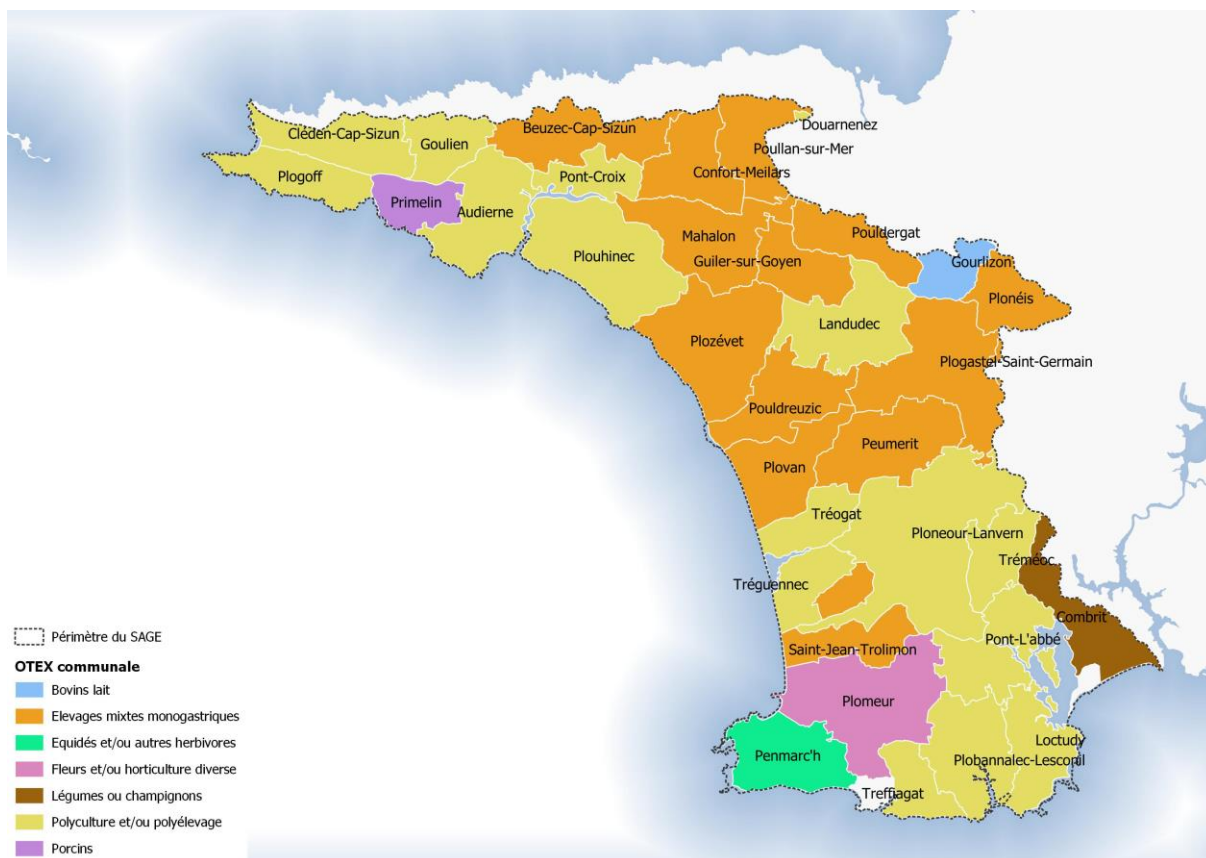 Cléden-Cap-Sizun
Goulien
Beuzec-Cap-Sizun
Douarnenez
Poullan-sur-Mer
Plogoff
Pont-Croix
Confort-Meilars
Primelin
Audierne
Mahalon
Pouldergat
Plouhinec
Guiler-sur-Goyen
Gourlizon
Plonéis
Landudec
Plozévet
Plogastel-Saint-Germain
Pouldreuzic
Peumerit
Plovan
Tréogat
Ploneour-Lanvern
Tréméoc
Tréguennec
Combrit
Pont-L'abbé
Saint-Jean-Trolimon
Plomeur
Loctudy
Penmarc'h
Plobannalec-Lesconil
Treffiagat
Périmètre du SAGE
OTEX communale
Bovins lait
Elevages mixtes monogastriques
Equidés et/ou autres herbivores
Fleurs et/ou horticulture diverse
Légumes ou champignons
Polyculture et/ou polyélevage
Porcins